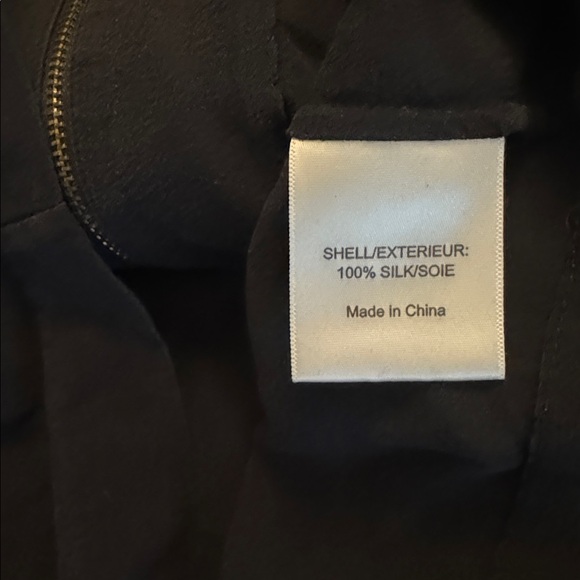 SHELL/EXTERIEUR:
100% SILK/SOIE
Made in China